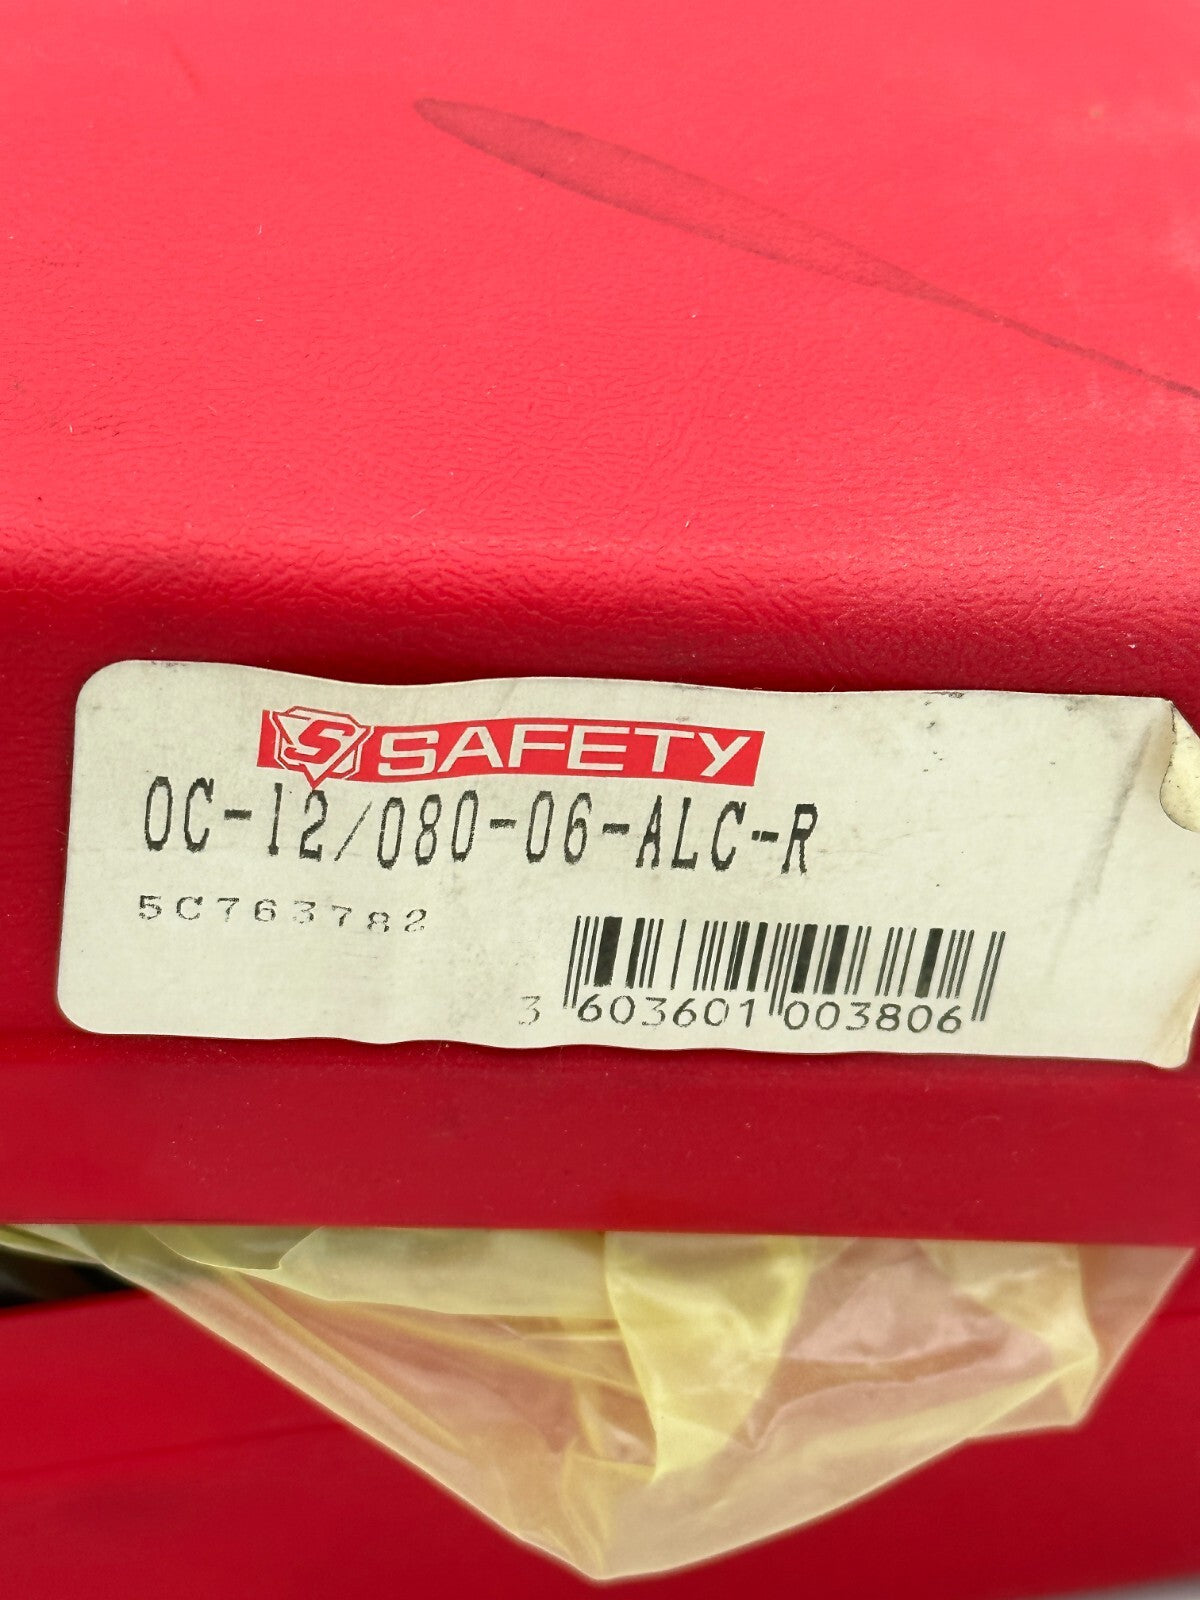 S SAFETY
OC-12/080-06-ALC-R
5C763782
3 603601 003806